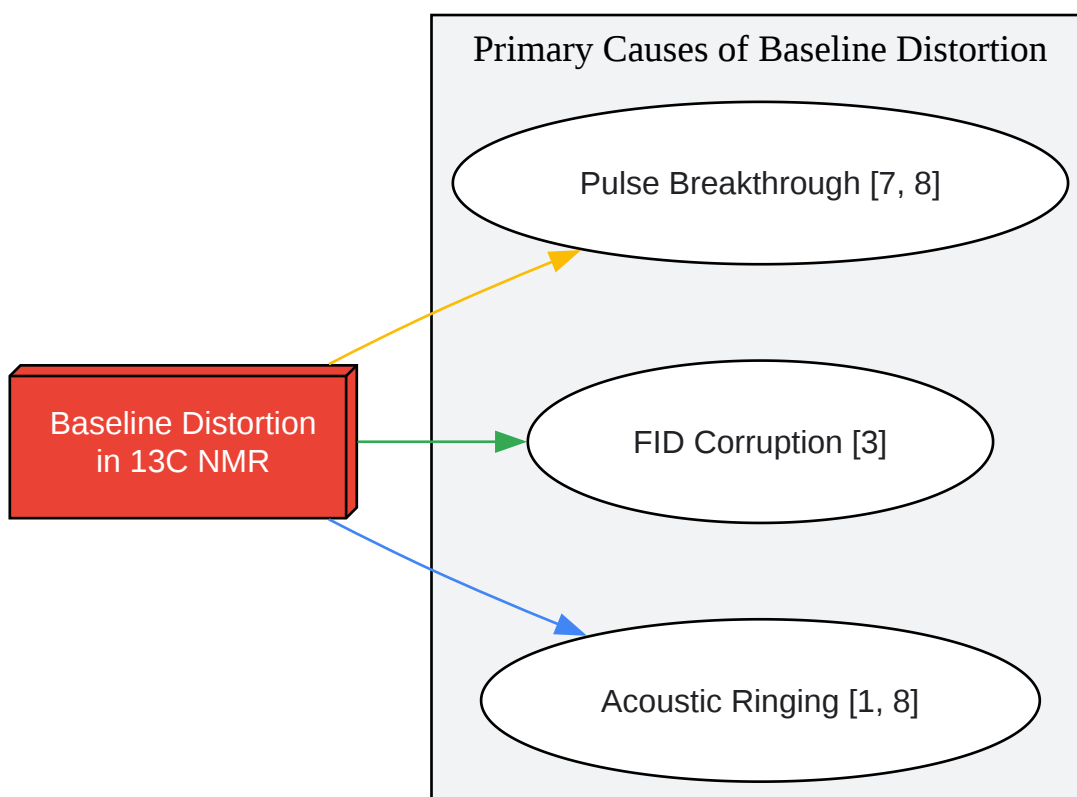 Primary Causes of Baseline Distortion
Pulse Breakthrough [7, 8]
Baseline Distortion
in 13C NMR
FID Corruption [3]
Acoustic Ringing [1, 8]